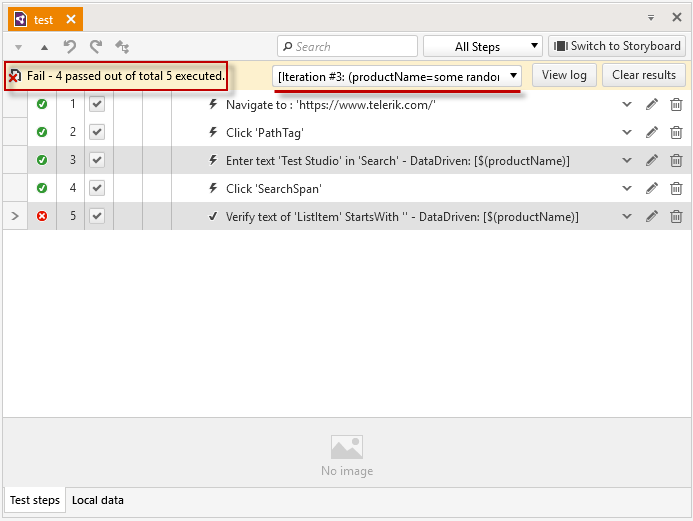 test
Search
All Steps
Switch to Storyboard
Fail - 4 passed out of total 5 executed.
[Iteration #3: (productName=some random
View log
Clear results
1 Navigate to : 'https://www.telerik.com/'
2 Click 'PathTag'
3 Enter text 'Test Studio' in 'Search' - DataDriven: [$(productName)]
4 Click 'SearchSpan'
5 Verify text of 'ListItem' StartsWith '' - DataDriven: [$(productName)]
No image
Test steps
Local data